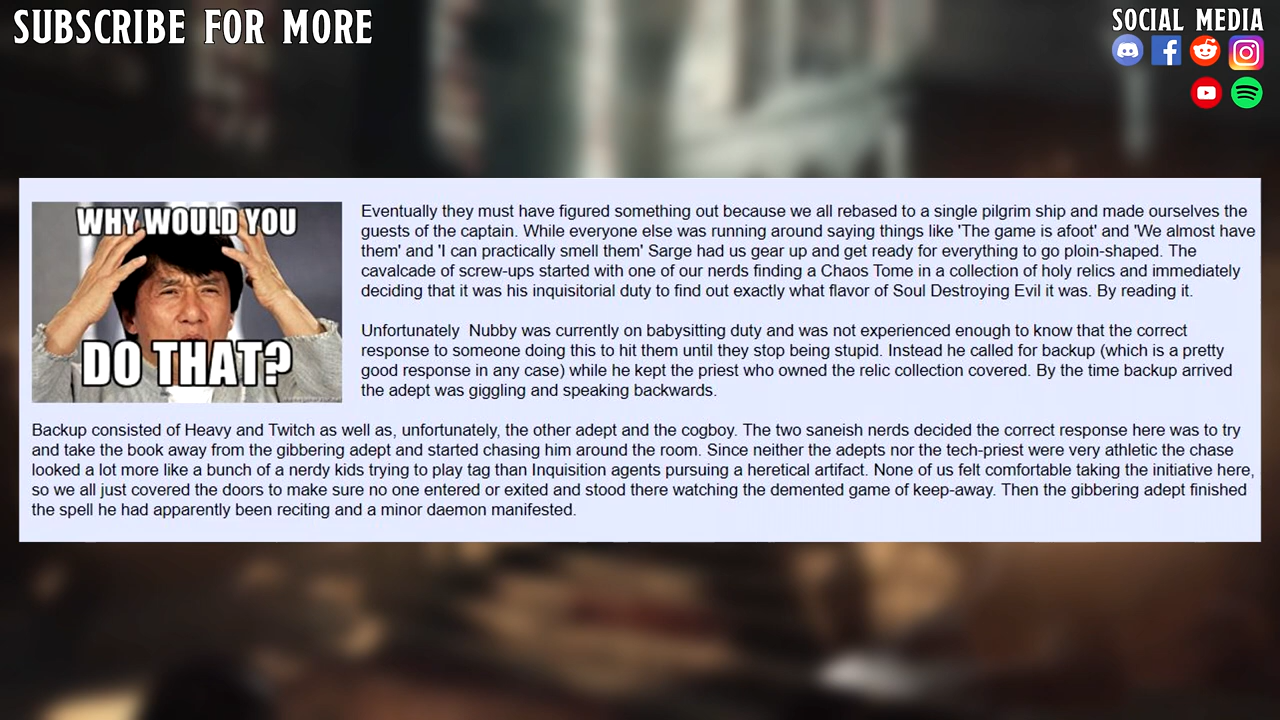 SUBSCRIBE FOR MORE
SOCIAL MEDIA
WHY WOULD YOU
DO THAT?
Eventually they must have figured something out because we all rebased to a single pilgrim ship and made ourselves the
guests of the captain. While everyone else was running around saying things like 'The game is afoot' and 'We almost have
them' and 'I can practically smell them' Sarge had us gear up and get ready for everything to go ploin-shaped. The
cavalcade of screw-ups started with one of our nerds finding a Chaos Tome in a collection of holy relics and immediately
deciding that it was his inquisitorial duty to find out exactly what flavor of Soul Destroying Evil it was. By reading it.
Unfortunately Nubby was currently on babysitting duty and was not experienced enough to know that the correct
response to someone doing this to hit them until they stop being stupid. Instead he called for backup (which is a pretty
good response in any case) while he kept the priest who owned the relic collection covered. By the time backup arrived
the adept was giggling and speaking backwards.
Backup consisted of Heavy and Twitch as well as, unfortunately, the other adept and the cogboy. The two saneish nerds decided the correct response here was to try
and take the book away from the gibbering adept and started chasing him around the room. Since neither the adepts nor the tech-priest were very athletic the chase
looked a lot more like a bunch of a nerdy kids trying to play tag than Inquisition agents pursuing a heretical artifact. None of us felt comfortable taking the initiative here,
so we all just covered the doors to make sure no one entered or exited and stood there watching the demented game of keep-away. Then the gibbering adept finished
the spell he had apparently been reciting and a minor daemon manifested.